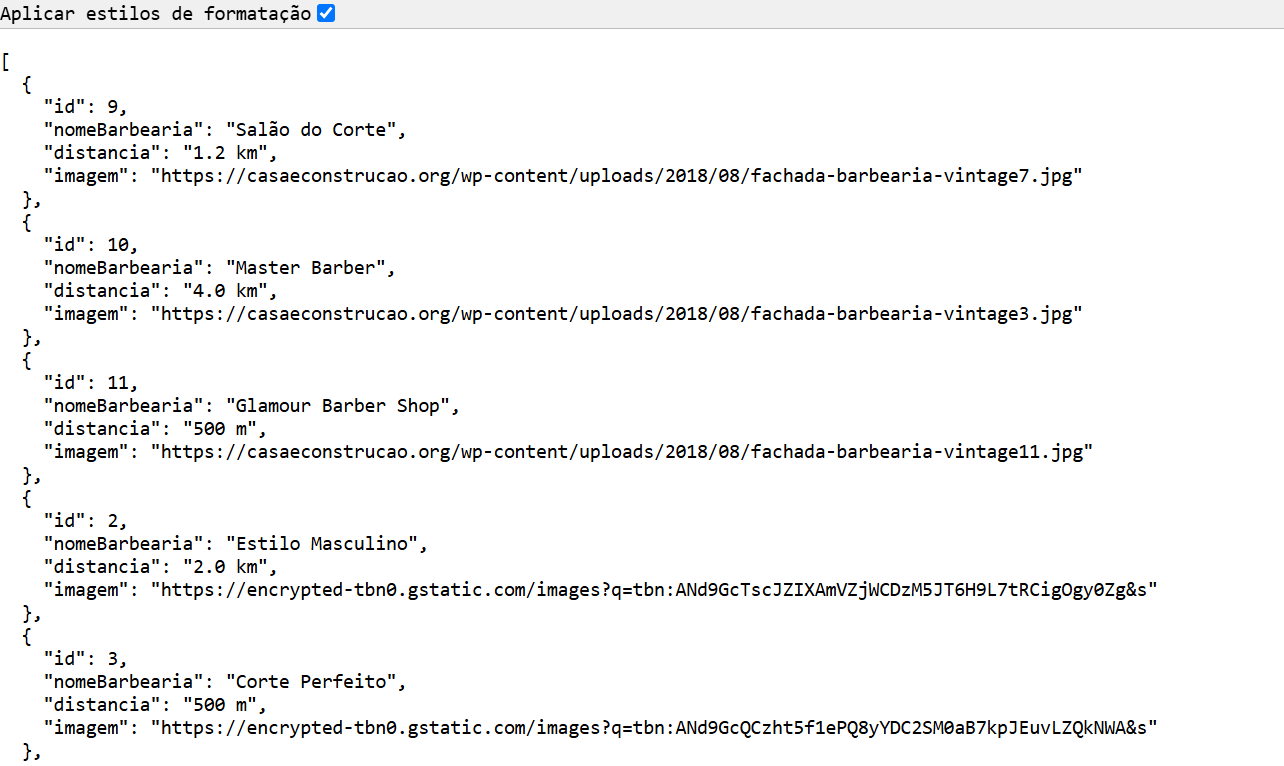 Aplicar estilos de formatação
[
  {
    "id": 9,
    "nomeBarbearia": "Salão do Corte",
    "distancia": "1.2 km",
    "imagem": "https://casaeconstrucao.org/wp-content/uploads/2018/08/fachada-barbearia-vintage7.jpg"
  },
  {
    "id": 10,
    "nomeBarbearia": "Master Barber",
    "distancia": "4.0 km",
    "imagem": "https://casaeconstrucao.org/wp-content/uploads/2018/08/fachada-barbearia-vintage3.jpg"
  },
  {
    "id": 11,
    "nomeBarbearia": "Glamour Barber Shop",
    "distancia": "500 m",
    "imagem": "https://casaeconstrucao.org/wp-content/uploads/2018/08/fachada-barbearia-vintage11.jpg"
  },
  {
    "id": 2,
    "nomeBarbearia": "Estilo Masculino",
    "distancia": "2.0 km",
    "imagem": "https://encrypted-tbn0.gstatic.com/images?q=tbn:ANd9GcTscJZIXAmVZjWCDzM5JT6H9L7tRCigOgy0Zg&s"
  },
  {
    "id": 3,
    "nomeBarbearia": "Corte Perfeito",
    "distancia": "500 m",
    "imagem": "https://encrypted-tbn0.gstatic.com/images?q=tbn:ANd9GcQCzht5f1ePQ8yYDC2SM0aB7kpJEuvLZQkNWA&s"
  },